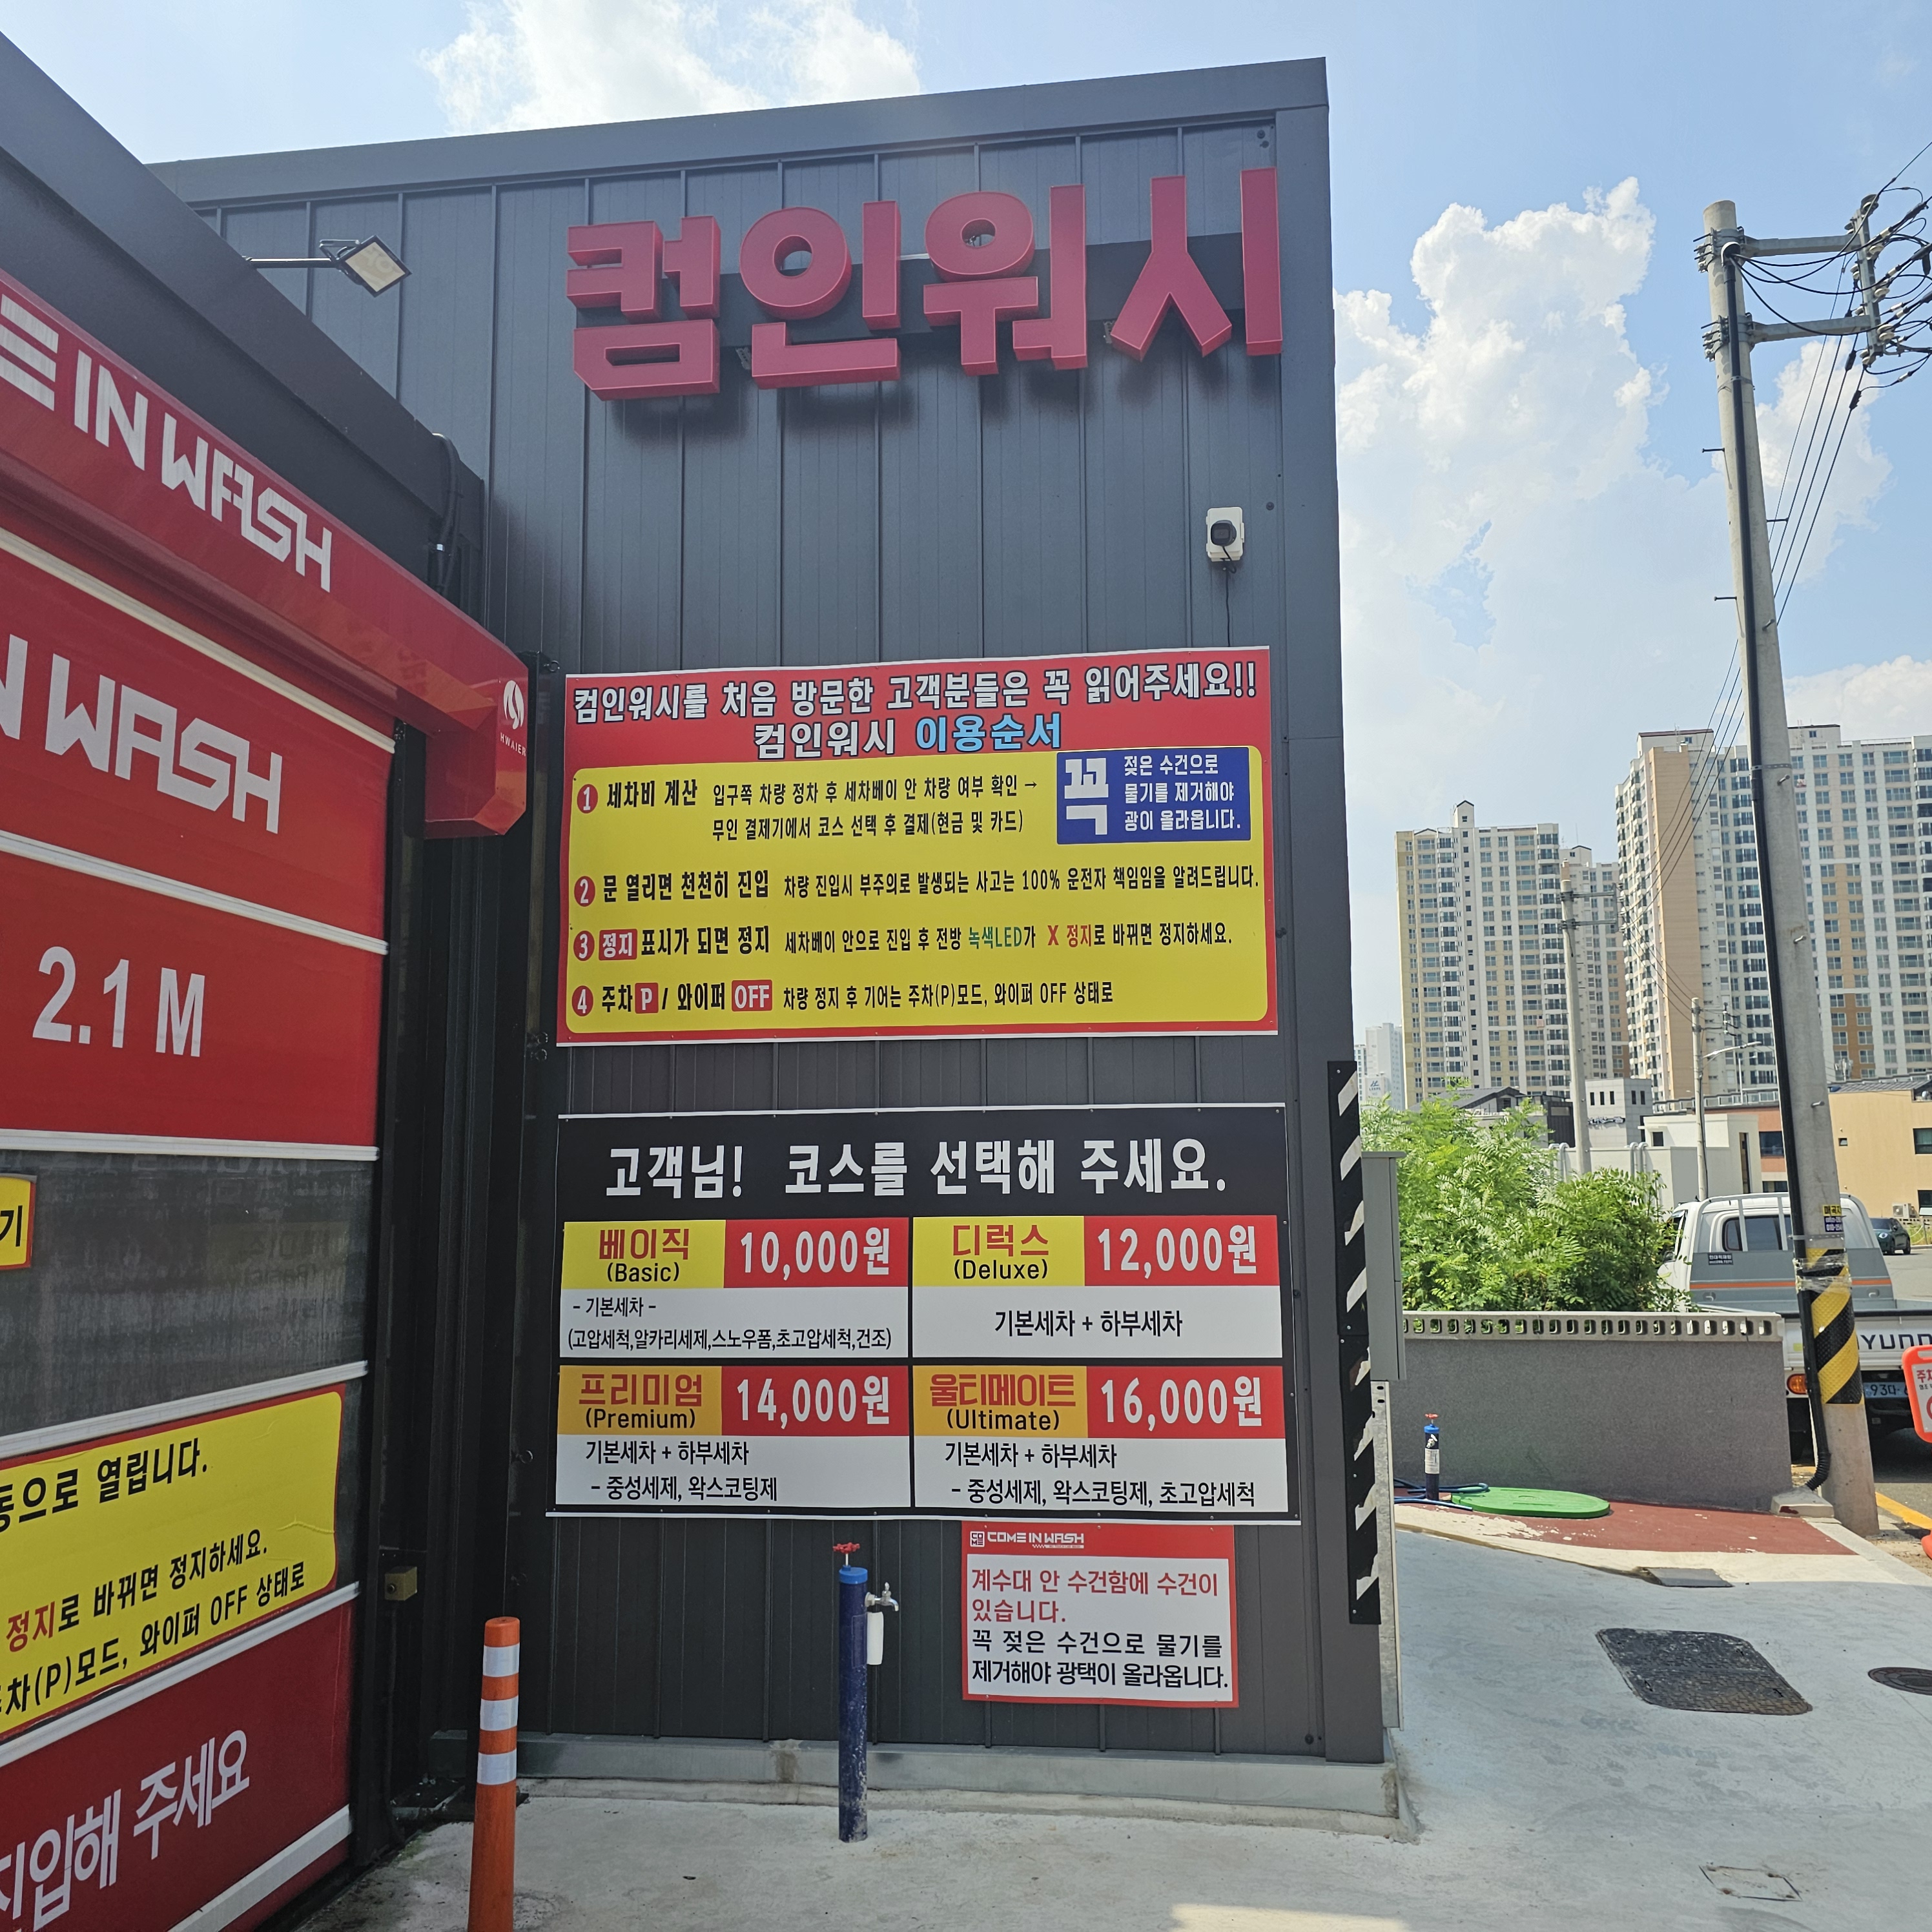 컴인워시
E IN WASH
N WASH
2.1 M
기
동으로 열립니다.
정지로 바뀌면 정지하세요.
차(P)모드, 와이퍼 OFF 상태로
진입해 주세요
HWAIER
컴인워시를 처음 방문한 고객분들은 꼭 읽어주세요!!
컴인워시 이용순서
1 세차비 계산 입구쪽 차량 정차 후 세차베이 안 차량 여부 확인 →
무인 결제기에서 코스 선택 후 결제(현금 및 카드)
꼭 젖은 수건으로
물기를 제거해야
광이 올라옵니다.
2 문 열리면 천천히 진입 차량 진입시 부주의로 발생되는 사고는 100% 운전자 책임임을 알려드립니다.
3 정지 표시가 되면 정지 세차베이 안으로 진입 후 전방 녹색LED가 X 정지로 바뀌면 정지하세요.
4 주차 P / 와이퍼 OFF 차량 정지 후 기어는 주차(P)모드, 와이퍼 OFF 상태로
고객님! 코스를 선택해 주세요.
베이직
(Basic)
10,000원
- 기본세차 -
(고압세척,알카리세제,스노우폼,초고압세척,건조)
디럭스
(Deluxe)
12,000원
기본세차 + 하부세차
프리미엄
(Premium)
14,000원
기본세차 + 하부세차
- 중성세제, 왁스코팅제
울티메이트
(Ultimate)
16,000원
기본세차 + 하부세차
- 중성세제, 왁스코팅제, 초고압세척
COME IN WASH
계수대 안 수건함에 수건이
있습니다.
꼭 젖은 수건으로 물기를
제거해야 광택이 올라옵니다.
YUND